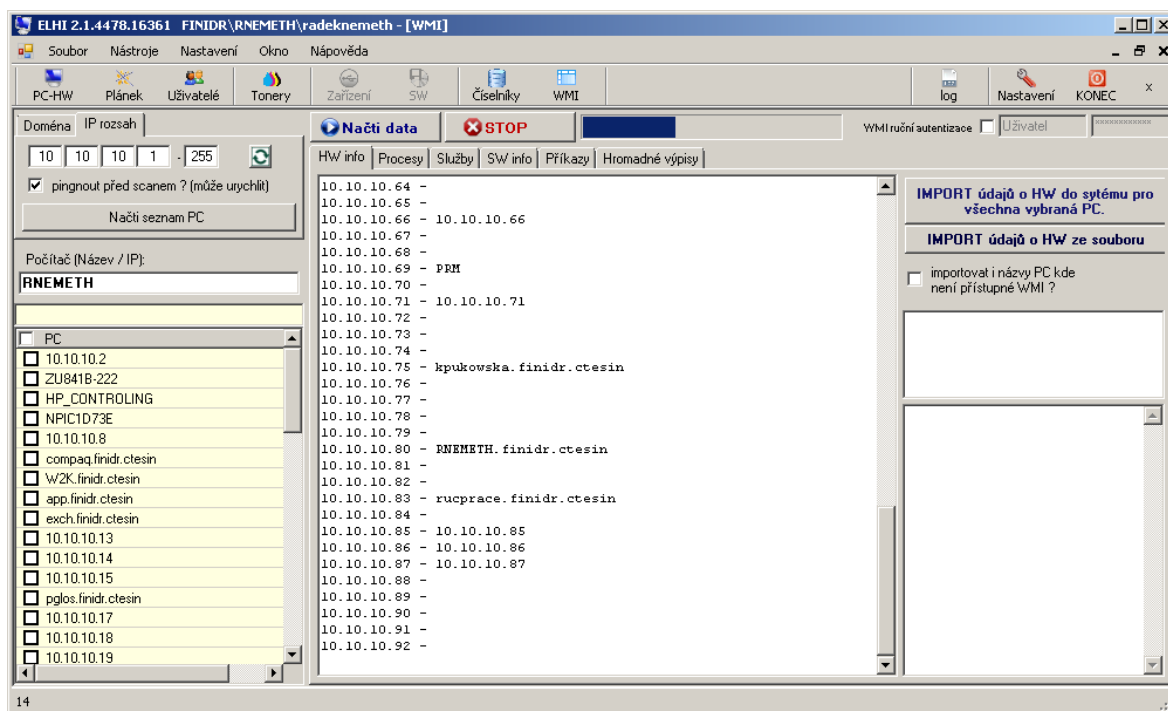 ELHI 2.1.4478.16361 FINIDR\RNEMETH\radeknemeth - [WMI]
Soubor Nástroje Nastavení Okno Nápověda
PC-HW Plánek Uživatelé Tonery Zařízení SW Číselníky WMI log Nastavení KONEC x
Doména IP rozsah
10 10 10 1 - 255
pingnout před scanem ? (může urychlit)
Načti seznam PC
Počítač (Název / IP):
RNEMETH
PC
10.10.10.2
ZU841B-222
HP_CONTROLING
NPIC1D73E
10.10.10.8
compaq.finidr.ctesin
W2K.finidr.ctesin
app.finidr.ctesin
exch.finidr.ctesin
10.10.10.13
10.10.10.14
10.10.10.15
pglos.finidr.ctesin
10.10.10.17
10.10.10.18
10.10.10.19
Načti data STOP WMI ruční autentizace Uživatel xxxxxxxxxxxx
HW info Procesy Služby SW info Příkazy Hromadné výpisy
10.10.10.64 -
10.10.10.65 -
10.10.10.66 - 10.10.10.66
10.10.10.67 -
10.10.10.68 -
10.10.10.69 - PRM
10.10.10.70 -
10.10.10.71 - 10.10.10.71
10.10.10.72 -
10.10.10.73 -
10.10.10.74 -
10.10.10.75 - kpukowska.finidr.ctesin
10.10.10.76 -
10.10.10.77 -
10.10.10.78 -
10.10.10.79 -
10.10.10.80 - RNEMETH.finidr.ctesin
10.10.10.81 -
10.10.10.82 -
10.10.10.83 - rucprace.finidr.ctesin
10.10.10.84 -
10.10.10.85 - 10.10.10.85
10.10.10.86 - 10.10.10.86
10.10.10.87 - 10.10.10.87
10.10.10.88 -
10.10.10.89 -
10.10.10.90 -
10.10.10.91 -
10.10.10.92 -
IMPORT údajů o HW do sytému pro
všechna vybraná PC.
IMPORT údajů o HW ze souboru
importovat i názvy PC kde
není přístupné WMI ?
14